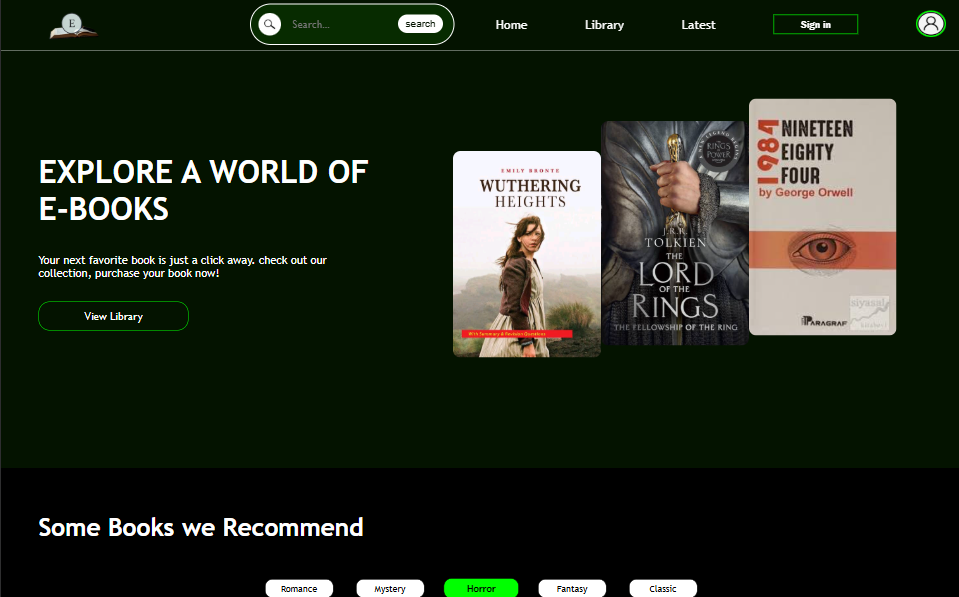 E
Search...
search
Home
Library
Latest
Sign in
EXPLORE A WORLD OF
E-BOOKS
Your next favorite book is just a click away. check out our
collection, purchase your book now!
View Library
EMILY BRONTE
WUTHERING
HEIGHTS
With Summary & Revision Questions
THE RINGS
OF POWER
J.R.R.
TOLKIEN
THE
LORD
OF THE
RINGS
THE FELLOWSHIP OF THE RING
1984
NINETEEN
EIGHTY
FOUR
by George Orwell
PARAGRAF
siyasal
kitabevi
Some Books we Recommend
Romance
Mystery
Horror
Fantasy
Classic